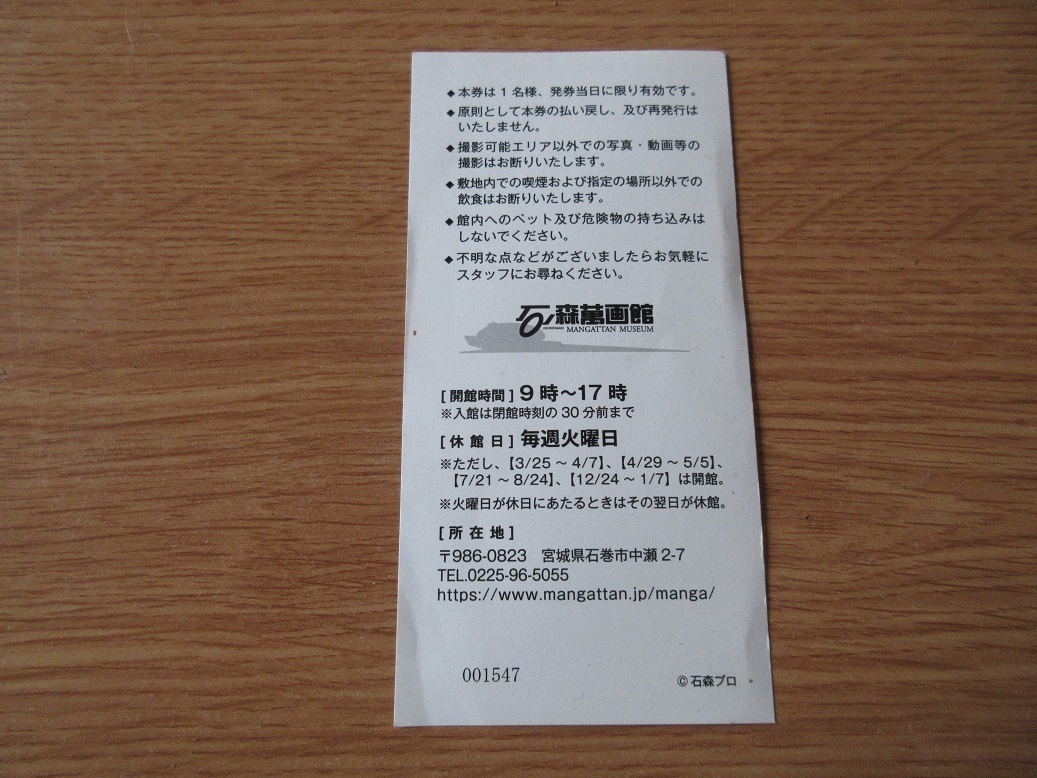 ◆本券は1名様、発券当日に限り有効です。
◆原則として本券の払い戻し、及び再発行は
いたしません。
◆撮影可能エリア以外での写真・動画等の
撮影はお断りいたします。
◆敷地内での喫煙および指定の場所以外での
飲食はお断りいたします。
◆館内へのペット及び危険物の持ち込みは
しないでください。
◆不明な点などがございましたらお気軽に
スタッフにお尋ねください。
石ノ森萬画館
MANGATTAN MUSEUM
[開館時間] 9時～17時
※入館は閉館時刻の30分前まで
[休館日] 毎週火曜日
※ただし、【3/25～4/7】、【4/29～5/5】、
【7/21～8/24】、【12/24～1/7】は開館。
※火曜日が休日にあたるときはその翌日が休館。
[所在地]
〒986-0823 宮城県石巻市中瀬2-7
TEL.0225-96-5055
https://www.mangattan.jp/manga/
001547
©石森プロ